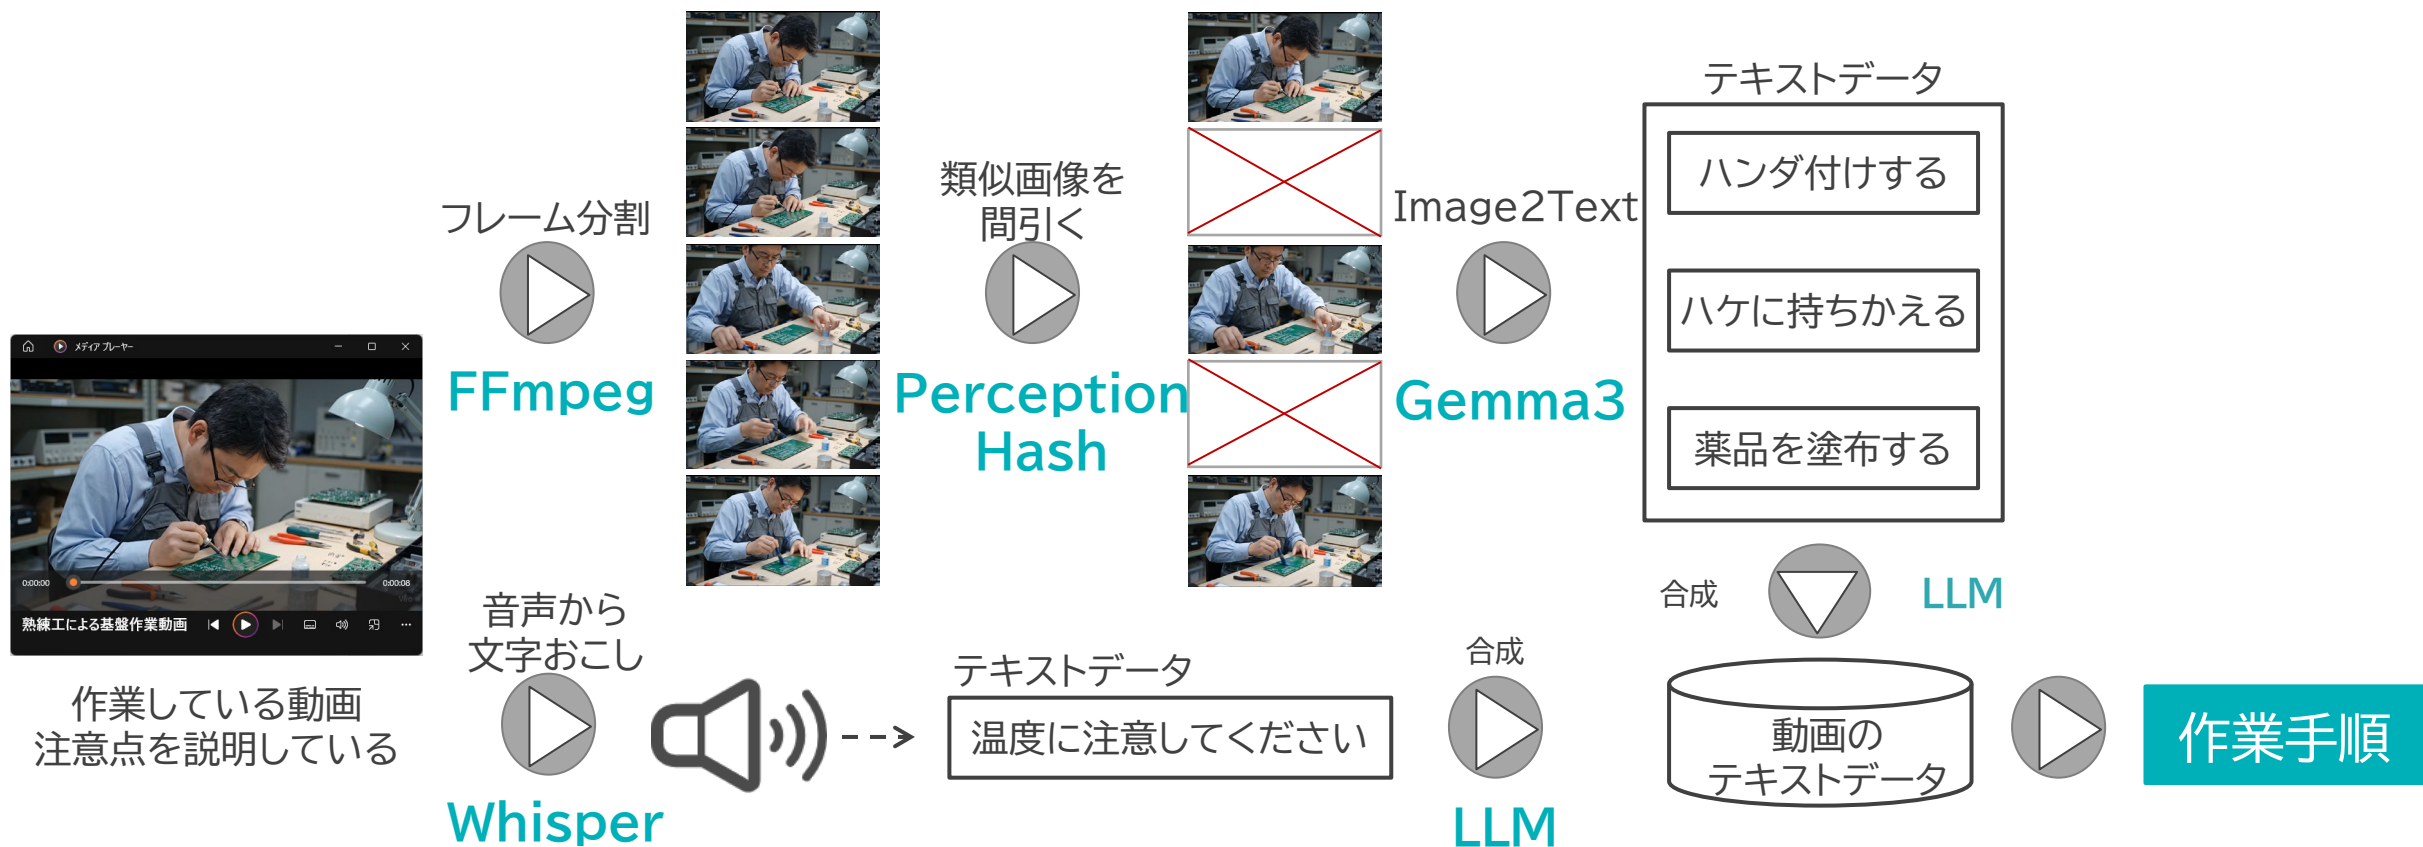 メディア プレーヤー
0:00:00
0:00:08
熟練工による基盤作業動画
作業している動画
注意点を説明している
フレーム分割
FFmpeg
類似画像を
間引く
Perception
Hash
Image2Text
Gemma3
テキストデータ
ハンダ付けする
ハケに持ちかえる
薬品を塗布する
合成
LLM
音声から
文字おこし
Whisper
テキストデータ
温度に注意してください
合成
LLM
動画の
テキストデータ
作業手順